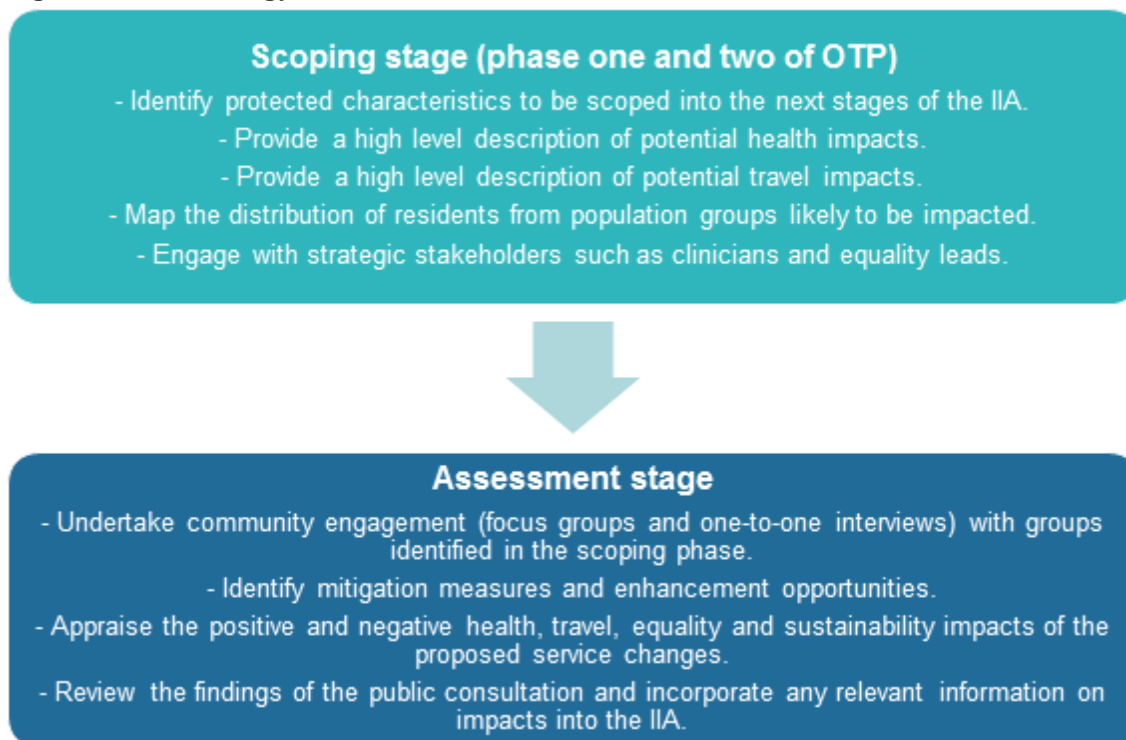 Scoping stage (phase one and two of OTP)
- Identify protected characteristics to be scoped into the next stages of the IIA.
- Provide a high level description of potential health impacts.
- Provide a high level description of potential travel impacts.
- Map the distribution of residents from population groups likely to be impacted.
- Engage with strategic stakeholders such as clinicians and equality leads.
Assessment stage
- Undertake community engagement (focus groups and one-to-one interviews) with groups
identified in the scoping phase.
- Identify mitigation measures and enhancement opportunities.
- Appraise the positive and negative health, travel, equality and sustainability impacts of the
proposed service changes.
- Review the findings of the public consultation and incorporate any relevant information on
impacts into the IIA.